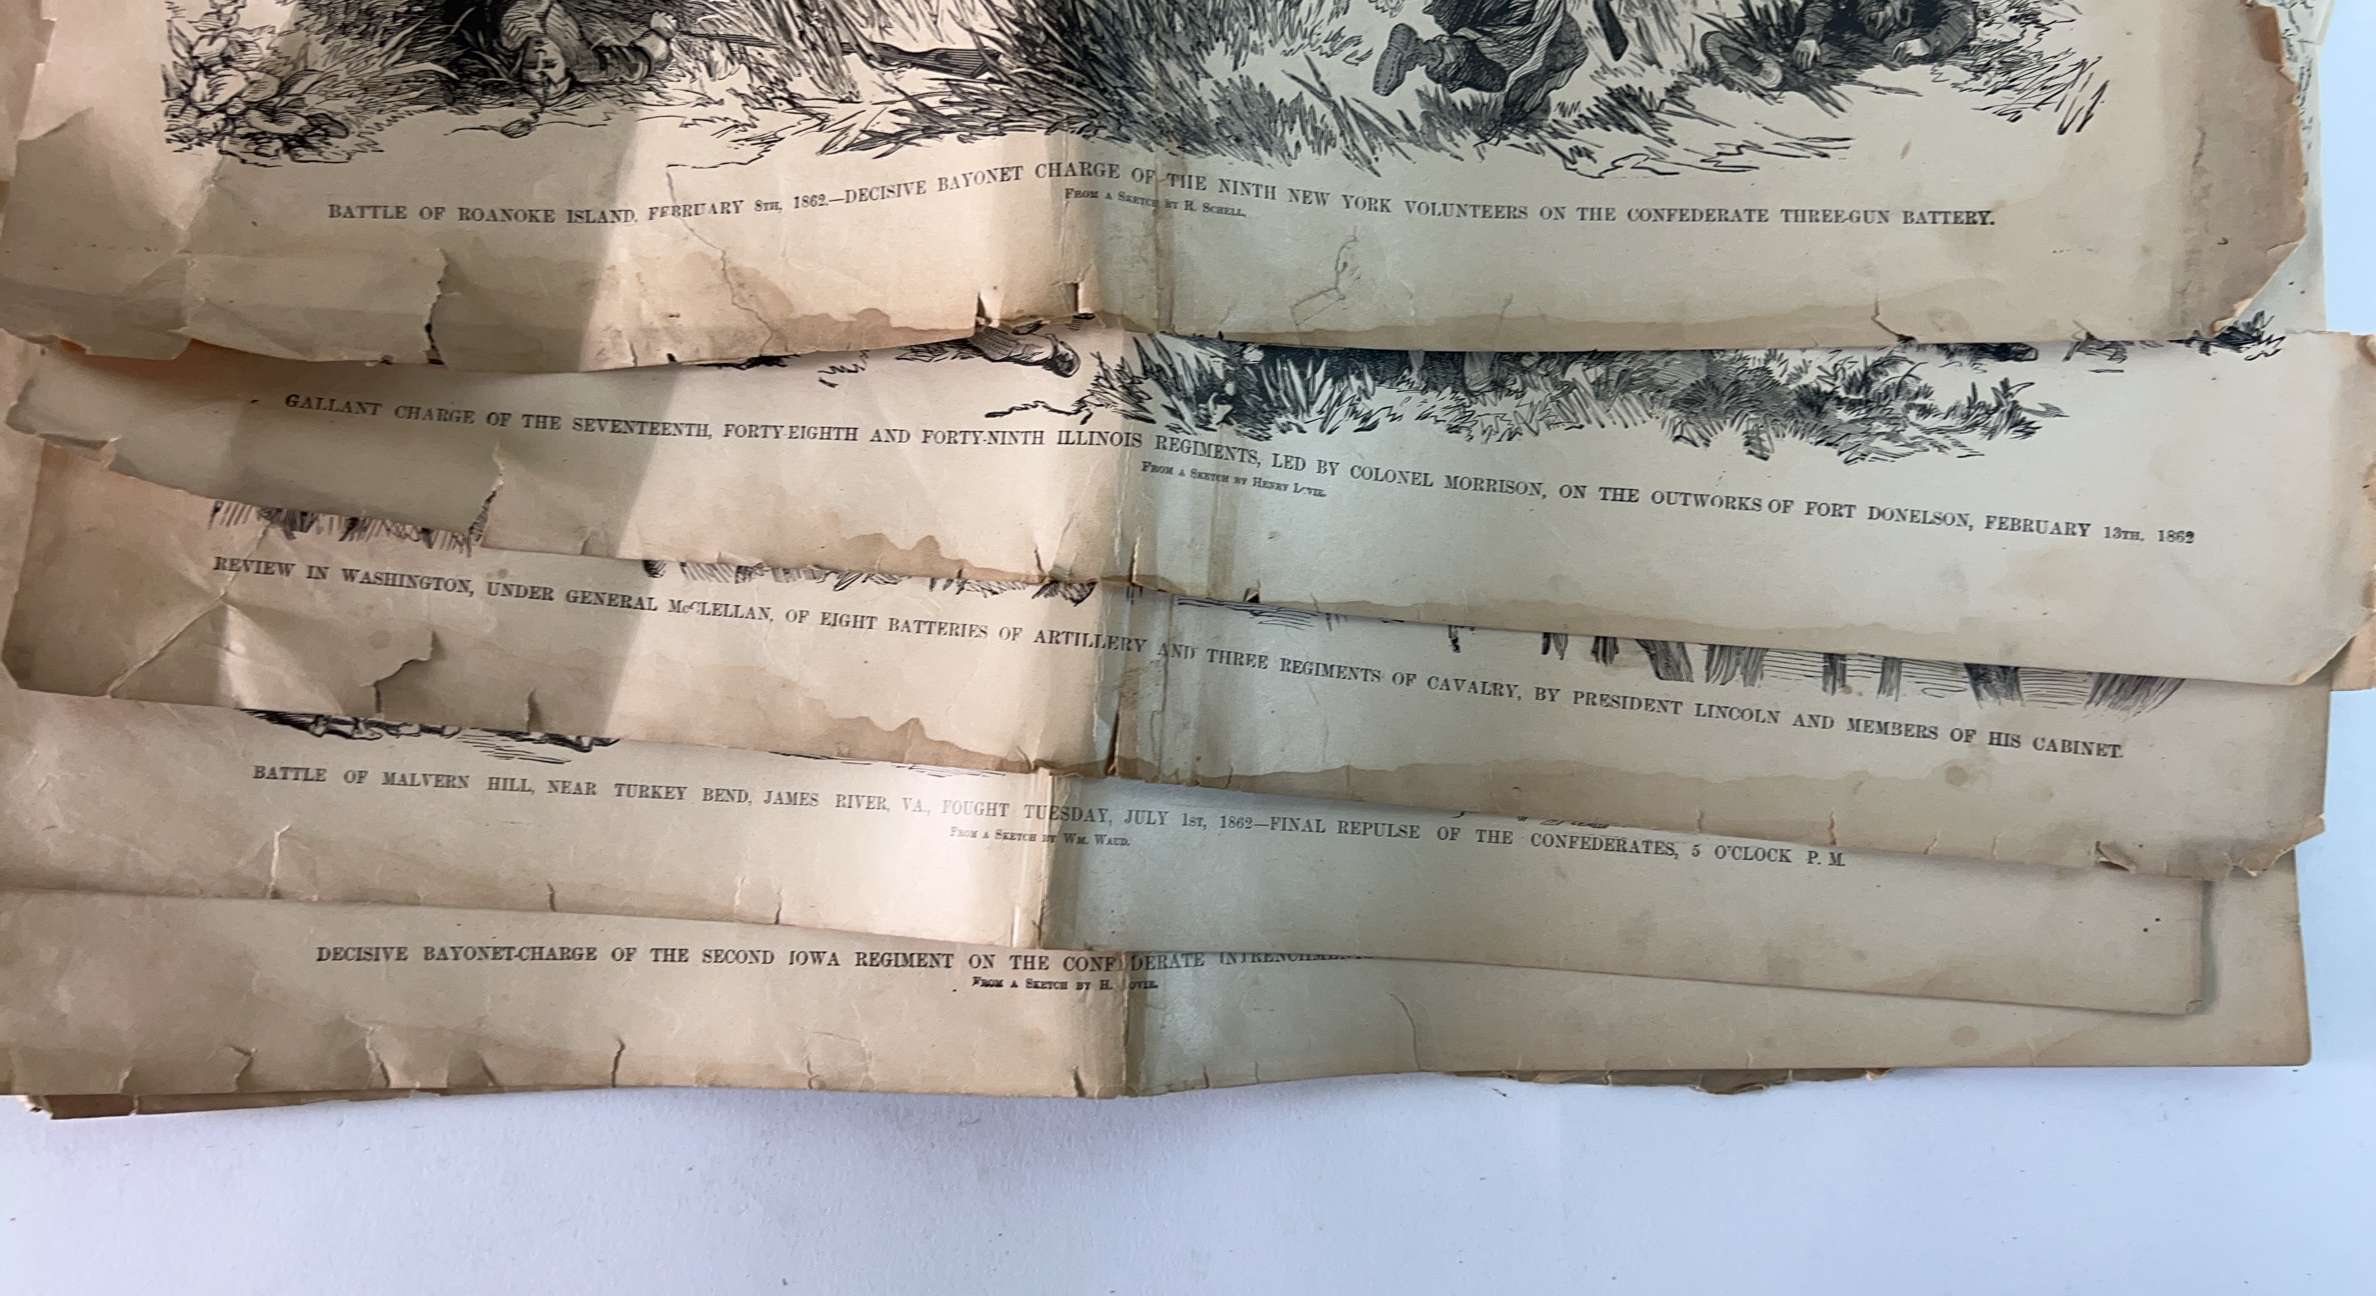 BATTLE OF ROANOKE ISLAND, FEBRUARY 8TH, 1862.—DECISIVE BAYONET CHARGE OF THE NINTH NEW YORK VOLUNTEERS ON THE CONFEDERATE THREE-GUN BATTERY.
FROM A SKETCH BY R. SCHELL.
GALLANT CHARGE OF THE SEVENTEENTH, FORTY-EIGHTH AND FORTY-NINTH ILLINOIS REGIMENTS, LED BY COLONEL MORRISON, ON THE OUTWORKS OF FORT DONELSON, FEBRUARY 13TH, 1862
FROM A SKETCH BY HENRY LOVIE.
REVIEW IN WASHINGTON, UNDER GENERAL McCLELLAN, OF EIGHT BATTERIES OF ARTILLERY AND THREE REGIMENTS OF CAVALRY, BY PRESIDENT LINCOLN AND MEMBERS OF HIS CABINET.
BATTLE OF MALVERN HILL, NEAR TURKEY BEND, JAMES RIVER, VA., FOUGHT TUESDAY, JULY 1ST, 1862—FINAL REPULSE OF THE CONFEDERATES, 5 O'CLOCK P. M.
FROM A SKETCH BY WM. WAUD.
DECISIVE BAYONET-CHARGE OF THE SECOND IOWA REGIMENT ON THE CONFEDERATE INTRENCHMENTS
FROM A SKETCH BY H. LOVIE.